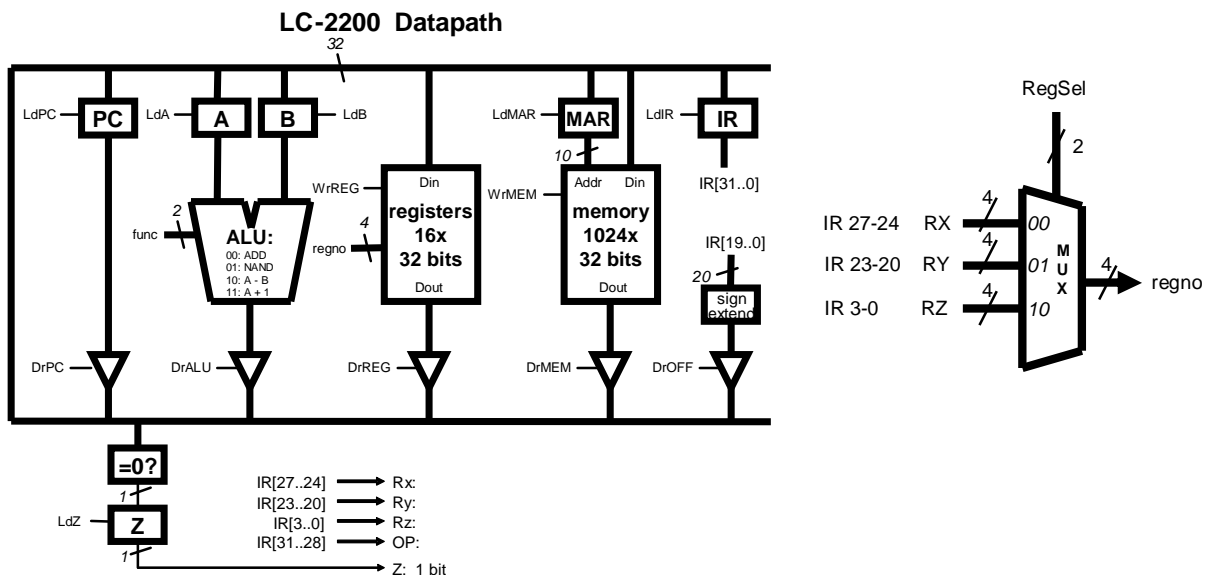 LC-2200 Datapath
32
LdPC
PC
LdA
A
B
LdB
LdMAR
MAR
LdIR
IR
10
IR[31..0]
WrREG
Din
registers
16x
32 bits
Dout
regno
4
WrMEM
Addr Din
memory
1024x
32 bits
Dout
func
2
ALU:
00: ADD
01: NAND
10: A - B
11: A + 1
IR[19..0]
20
sign
extend
DrPC
DrALU
DrREG
DrMEM
DrOFF
=0?
1
LdZ
Z
1
IR[27..24] Rx:
IR[23..20] Ry:
IR[3..0] Rz:
IR[31..28] OP:
Z: 1 bit
RegSel
2
IR 27-24 RX 4 00
IR 23-20 RY 4 01
IR 3-0 RZ 4 10
M
U
X
4
regno